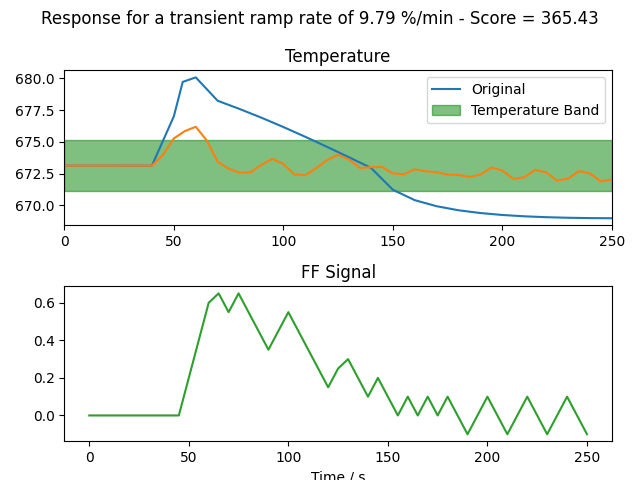 Response for a transient ramp rate of 9.79 %/min - Score = 365.43
Temperature
680.0
677.5
675.0
672.5
670.0
Original
Temperature Band
0 50 100 150 200 250
FF Signal
0.6
0.4
0.2
0.0
0 50 100 150 200 250
Time / s